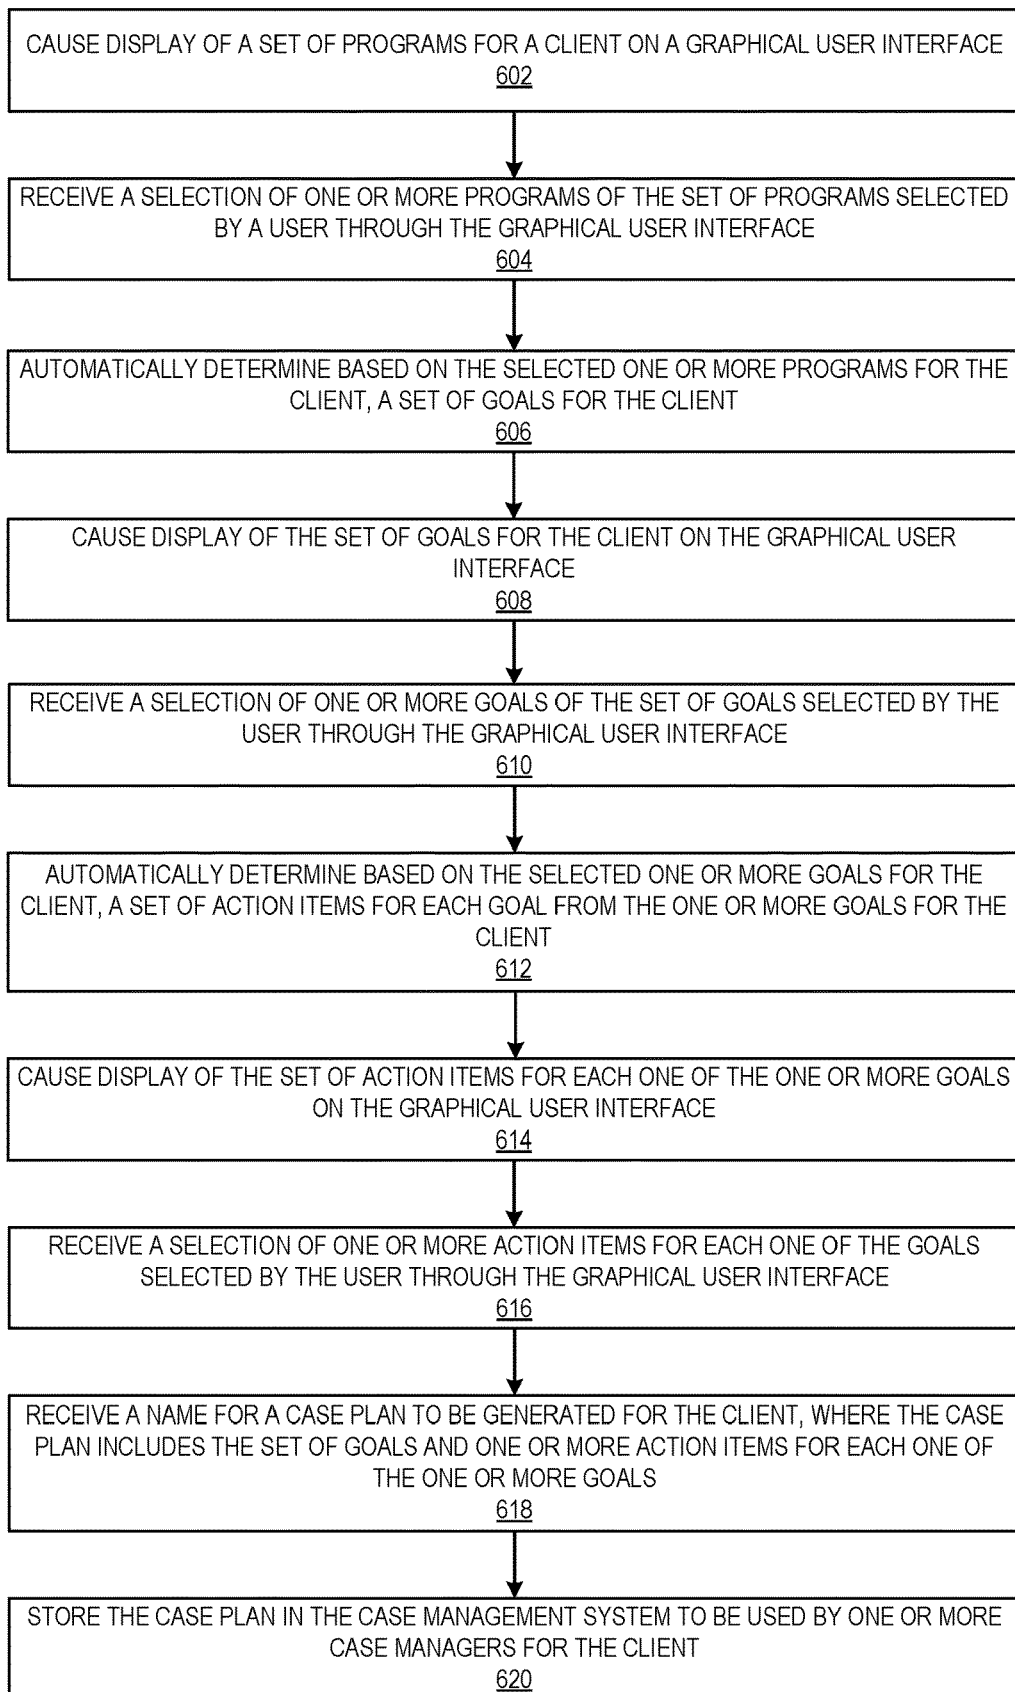 CAUSE DISPLAY OF A SET OF PROGRAMS FOR A CLIENT ON A GRAPHICAL USER INTERFACE
602
RECEIVE A SELECTION OF ONE OR MORE PROGRAMS OF THE SET OF PROGRAMS SELECTED
BY A USER THROUGH THE GRAPHICAL USER INTERFACE
604
AUTOMATICALLY DETERMINE BASED ON THE SELECTED ONE OR MORE PROGRAMS FOR THE
CLIENT, A SET OF GOALS FOR THE CLIENT
606
CAUSE DISPLAY OF THE SET OF GOALS FOR THE CLIENT ON THE GRAPHICAL USER
INTERFACE
608
RECEIVE A SELECTION OF ONE OR MORE GOALS OF THE SET OF GOALS SELECTED BY THE
USER THROUGH THE GRAPHICAL USER INTERFACE
610
AUTOMATICALLY DETERMINE BASED ON THE SELECTED ONE OR MORE GOALS FOR THE
CLIENT, A SET OF ACTION ITEMS FOR EACH GOAL FROM THE ONE OR MORE GOALS FOR THE
CLIENT
612
CAUSE DISPLAY OF THE SET OF ACTION ITEMS FOR EACH ONE OF THE ONE OR MORE GOALS
ON THE GRAPHICAL USER INTERFACE
614
RECEIVE A SELECTION OF ONE OR MORE ACTION ITEMS FOR EACH ONE OF THE GOALS
SELECTED BY THE USER THROUGH THE GRAPHICAL USER INTERFACE
616
RECEIVE A NAME FOR A CASE PLAN TO BE GENERATED FOR THE CLIENT, WHERE THE CASE
PLAN INCLUDES THE SET OF GOALS AND ONE OR MORE ACTION ITEMS FOR EACH ONE OF
THE ONE OR MORE GOALS
618
STORE THE CASE PLAN IN THE CASE MANAGEMENT SYSTEM TO BE USED BY ONE OR MORE
CASE MANAGERS FOR THE CLIENT
620